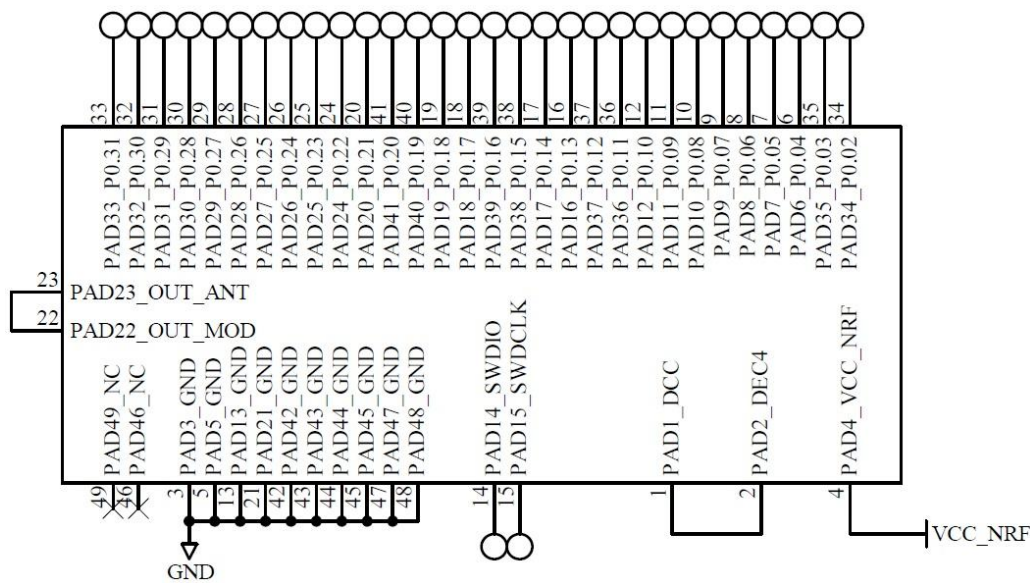 33
32
31
30
29
28
27
26
25
24
20
41
40
19
18
39
38
17
16
37
36
12
11
10
9
8
7
6
35
34
PAD33_P0.31
PAD32_P0.30
PAD31_P0.29
PAD30_P0.28
PAD29_P0.27
PAD28_P0.26
PAD27_P0.25
PAD26_P0.24
PAD25_P0.23
PAD24_P0.22
PAD20_P0.21
PAD41_P0.20
PAD40_P0.19
PAD19_P0.18
PAD18_P0.17
PAD39_P0.16
PAD38_P0.15
PAD17_P0.14
PAD16_P0.13
PAD37_P0.12
PAD36_P0.11
PAD12_P0.10
PAD11_P0.09
PAD10_P0.08
PAD9_P0.07
PAD8_P0.06
PAD7_P0.05
PAD6_P0.04
PAD35_P0.03
PAD34_P0.02
23
PAD23_OUT_ANT
22
PAD22_OUT_MOD
PAD49_NC
PAD46_NC
PAD3_GND
PAD5_GND
PAD13_GND
PAD21_GND
PAD42_GND
PAD43_GND
PAD44_GND
PAD45_GND
PAD47_GND
PAD48_GND
PAD14_SWDIO
PAD15_SWDCLK
PAD1_DCC
PAD2_DEC4
PAD4_VCC_NRF
49
46
3
5
13
21
42
43
44
45
47
48
14
15
1
2
4
VCC_NRF
GND